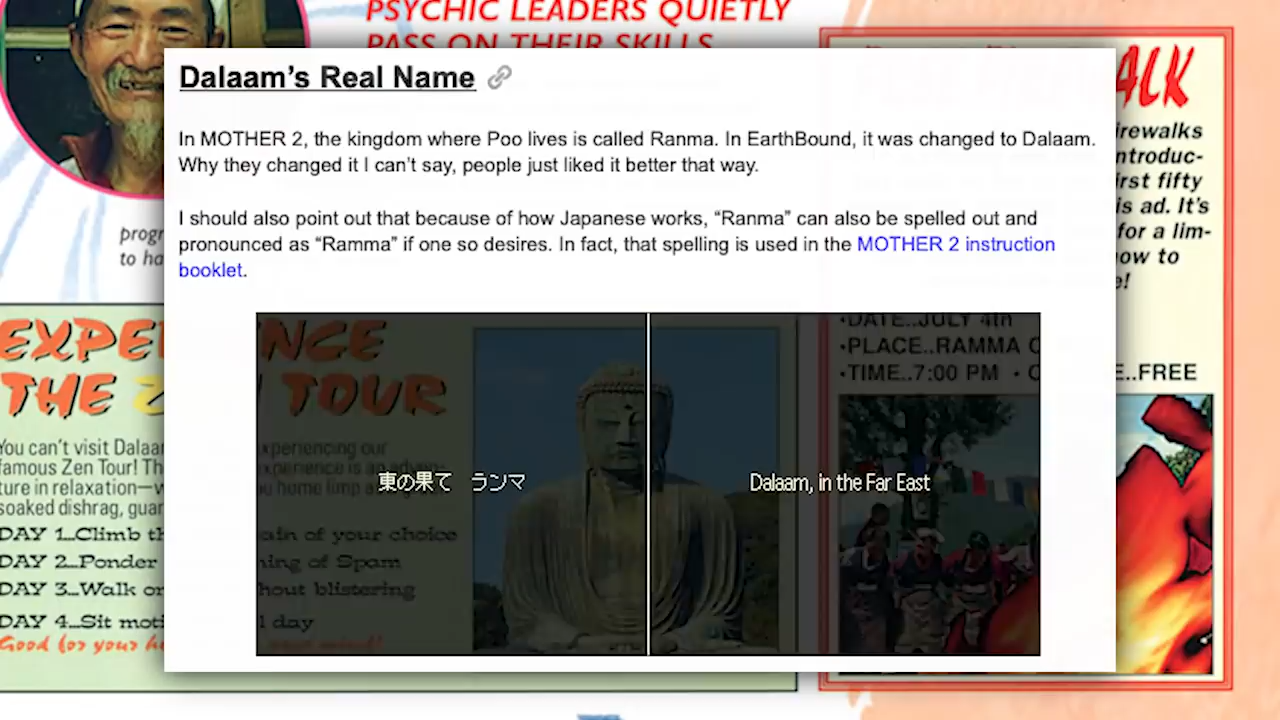 PSYCHIC LEADERS QUIETLY
PASS ON THEIR SKILLS
Dalaam's Real Name
In MOTHER 2, the kingdom where Poo lives is called Ranma. In EarthBound, it was changed to Dalaam.
Why they changed it I can't say, people just liked it better that way.
I should also point out that because of how Japanese works, “Ranma” can also be spelled out and
pronounced as “Ramma” if one so desires. In fact, that spelling is used in the MOTHER 2 instruction
booklet.
東の果て ランマ
Dalaam, in the Far East
progr
to ha
EXPERIENCE
THE TOUR
You can't visit Dalaa xperiencing our
famous Zen Tour! Th xperience is
ture in relaxation—w home limp
soaked dishrag, guar
DAY 1...Climb th ain of your choice
DAY 2...Ponder ning of Spam
DAY 3...Walk on hout blistering
DAY 4...Sit moti l day
Good for your
ALK
irewalks
ntroduc-
irst fifty
is ad. It's
for a lim-
ow to
e!
•DATE..JULY 4th
•PLACE..RAMMA
•TIME..7:00 PM •
E..FREE